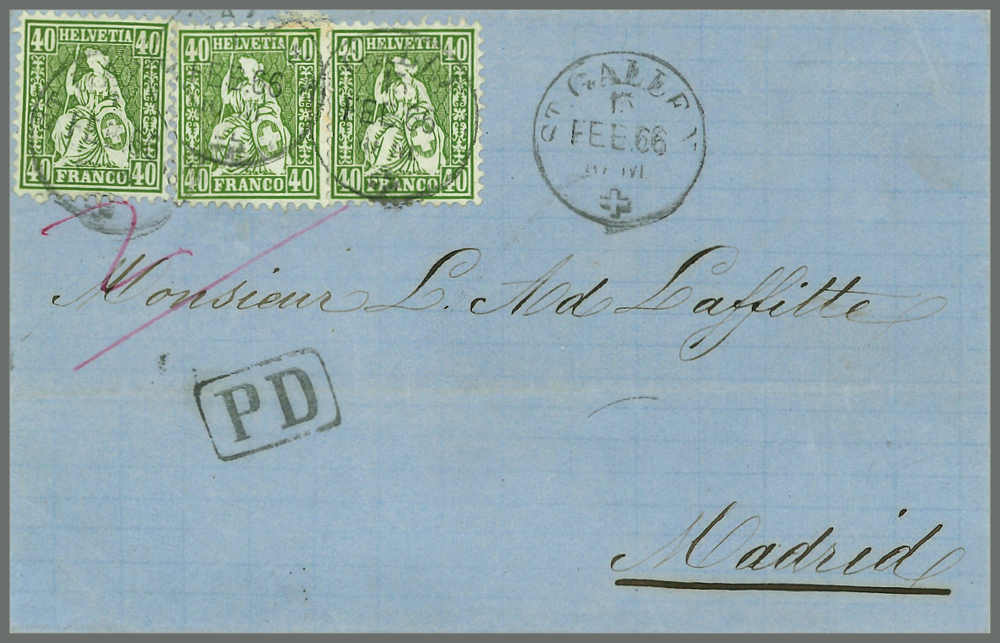 40 HELVETIA 40
40 FRANCO 40
40 HELVETIA 40
40 FRANCO 40
40 HELVETIA 40
40 FRANCO 40
ST. GALLEN
FEB. 66
Monsieur L. Ad Laffitte
PD
Madrid